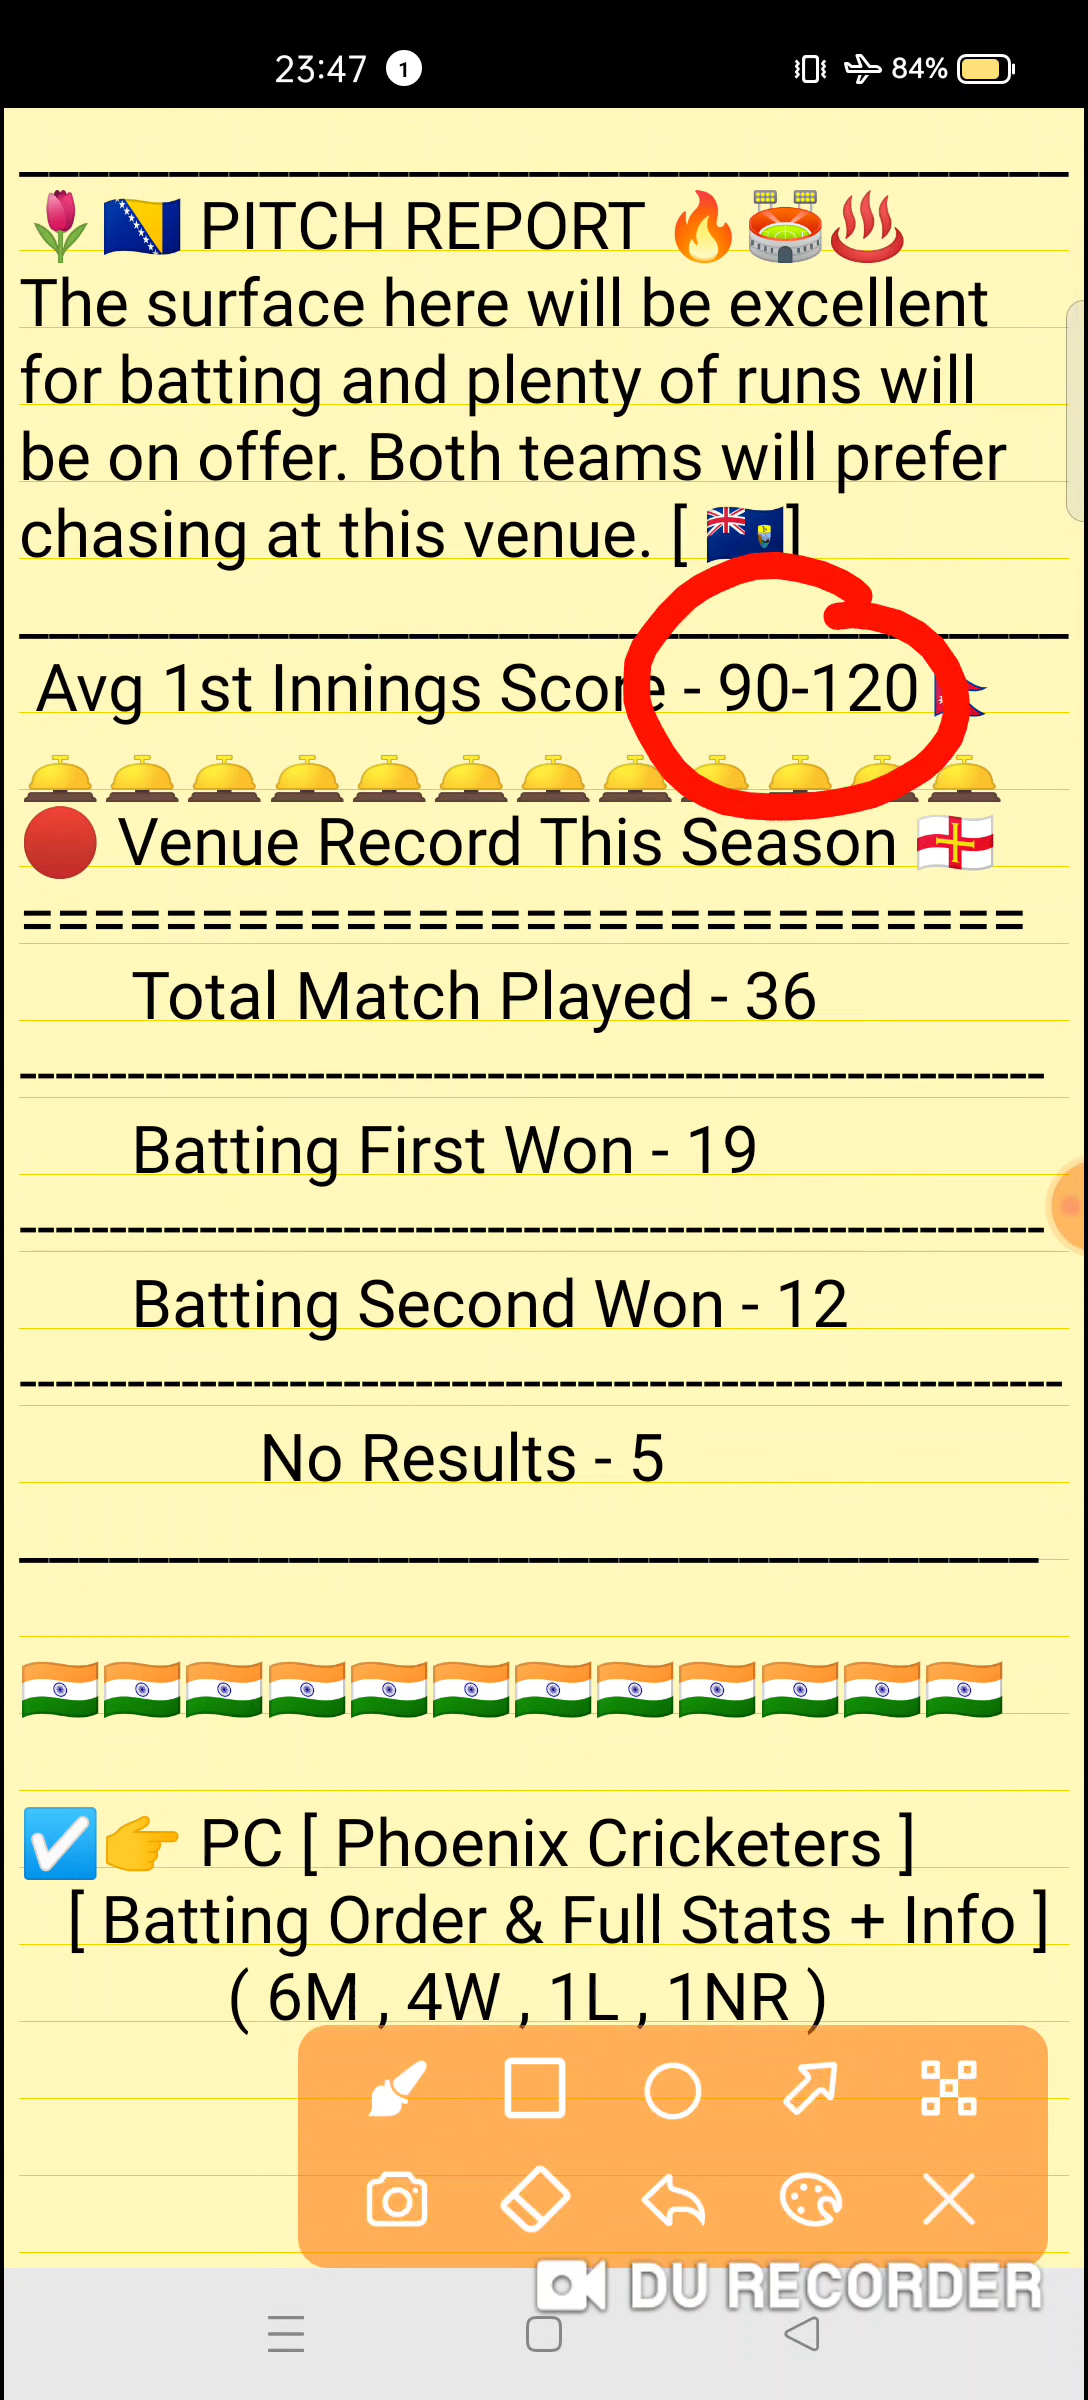 23:47 1 84%
PITCH REPORT
The surface here will be excellent
for batting and plenty of runs will
be on offer. Both teams will prefer
chasing at this venue. [ 🇸🇭]
Avg 1st Innings Score - 90-120
Venue Record This Season
============================
Total Match Played - 36
Batting First Won - 19
Batting Second Won - 12
No Results - 5
PC [ Phoenix Cricketers ]
[ Batting Order & Full Stats + Info ]
( 6M , 4W , 1L , 1NR )
DU RECORDER